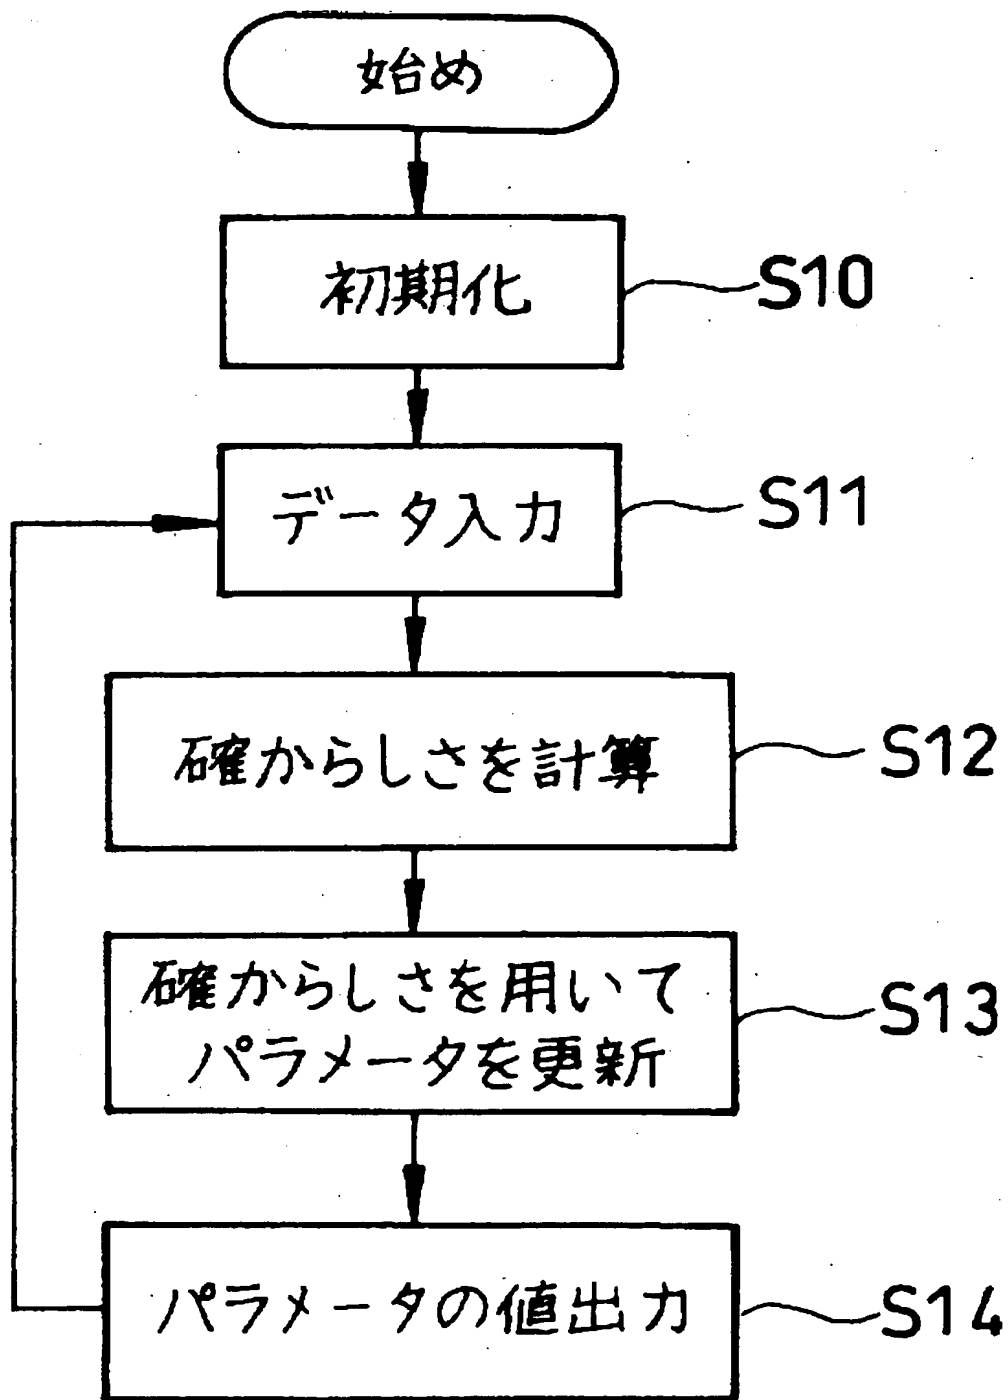 始め
初期化
S10
データ入力
S11
確からしさを計算
S12
確からしさを用いて
パラメータを更新
S13
パラメータの値出力
S14